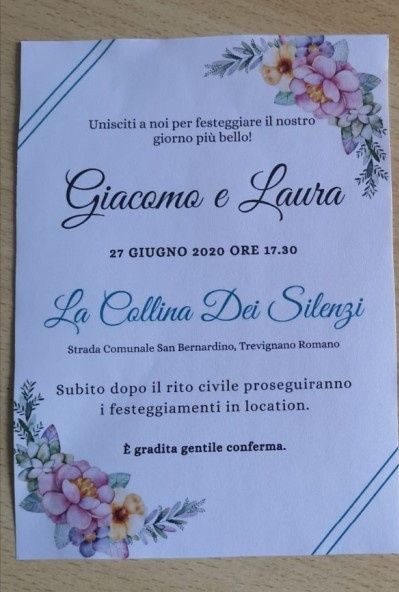 Unisciti a noi per festeggiare il nostro
giorno più bello!
Giacomo e Laura
27 GIUGNO 2020 ORE 17.30
La Collina Dei Silenzi
Strada Comunale San Bernardino, Trevignano Romano
Subito dopo il rito civile proseguiranno
i festeggiamenti in location.
È gradita gentile conferma.